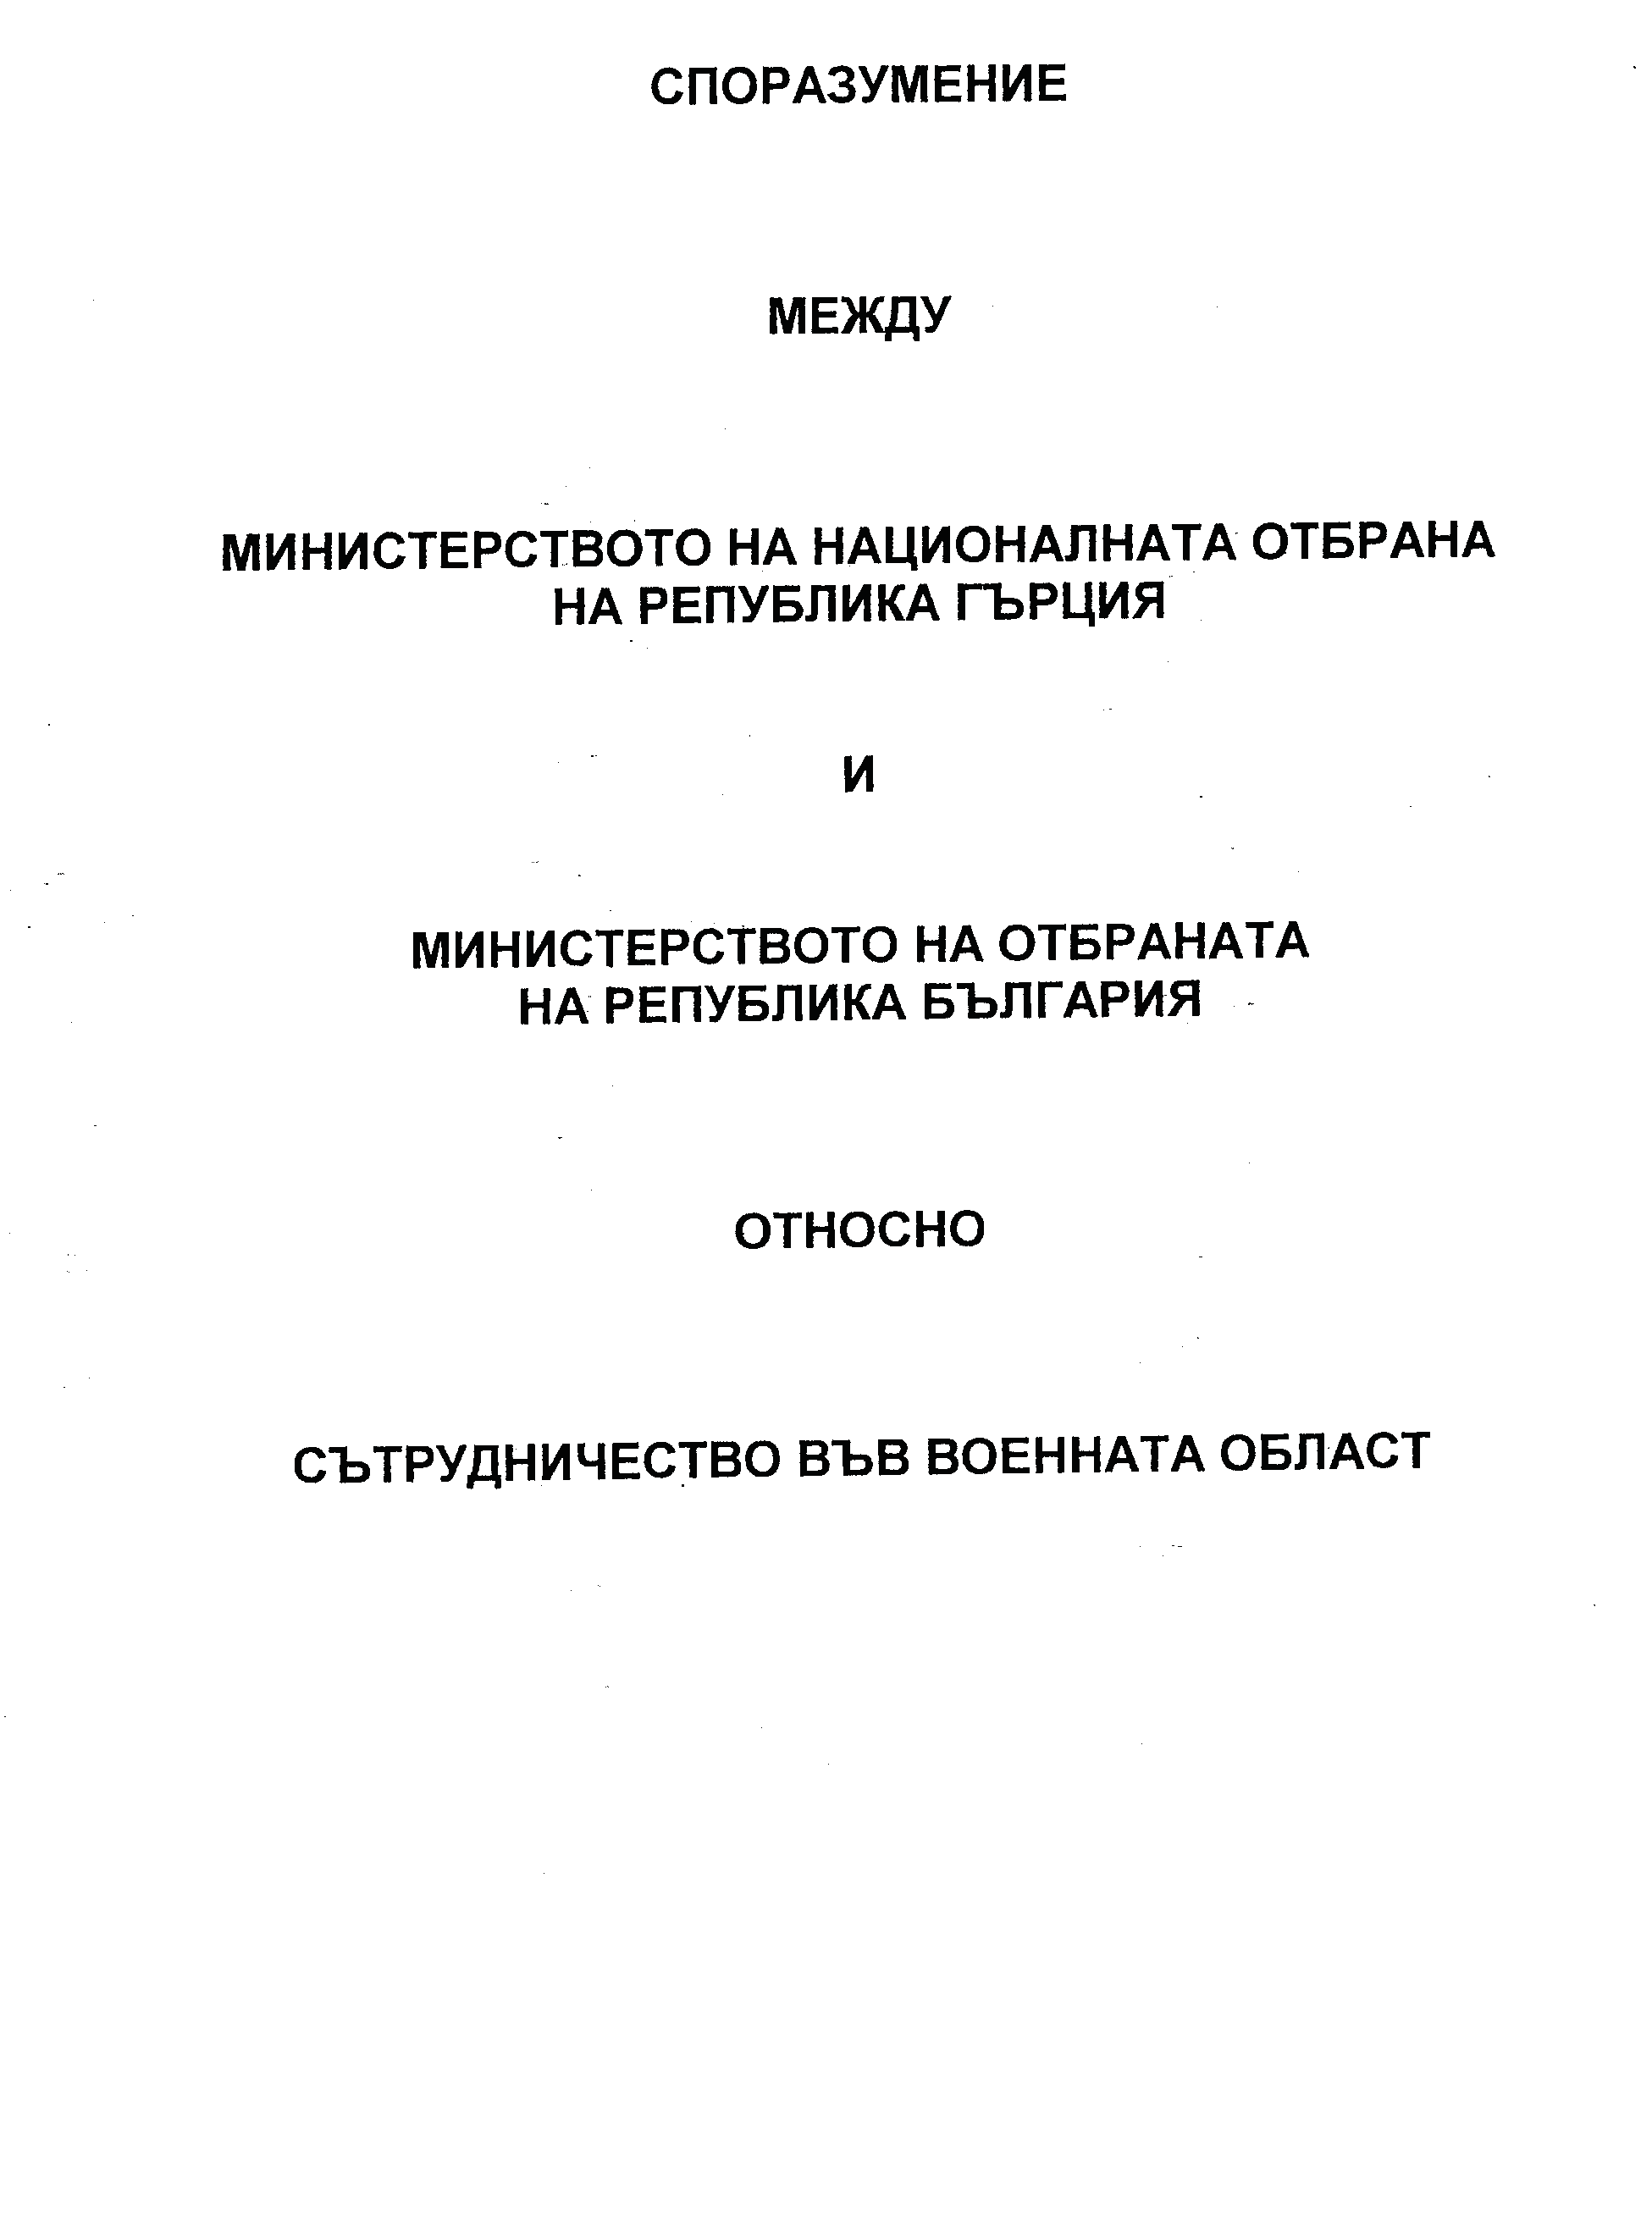 СПОРАЗУМЕНИЕ
МЕЖДУ
МИНИСТЕРСТВОТО НА НАЦИОНАЛНАТА ОТБРАНА
НА РЕПУБЛИКА ГЪРЦИЯ
И
МИНИСТЕРСТВОТО НА ОТБРАНАТА
НА РЕПУБЛИКА БЪЛГАРИЯ
ОТНОСНО
СЪТРУДНИЧЕСТВО ВЪВ ВОЕННАТА ОБЛАСТ